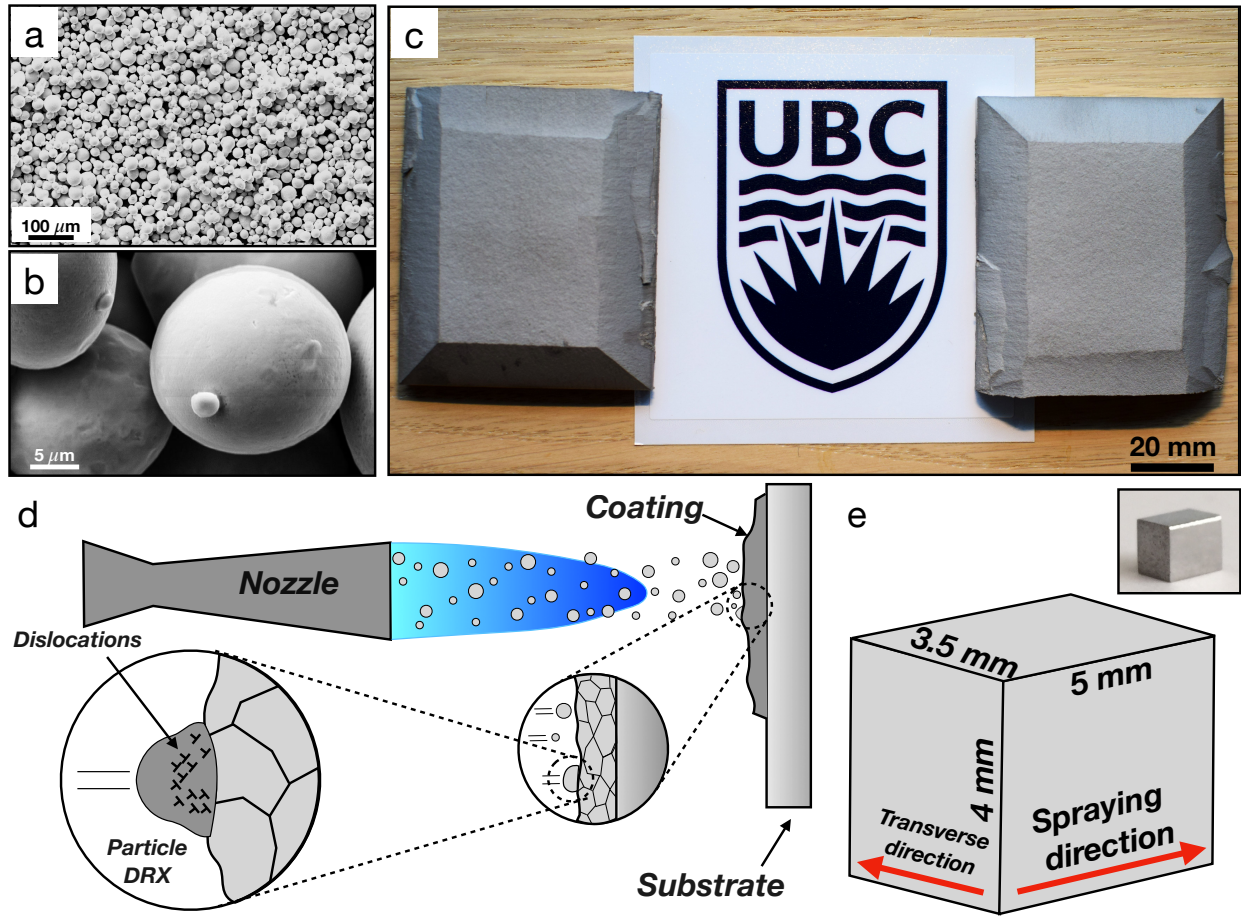 a
100 μm
b
5 μm
c
UBC
20 mm
d
Nozzle
Coating
Dislocations
Particle
DRX
Substrate
e
3.5 mm
5 mm
4 mm
Transverse
direction
Spraying
direction